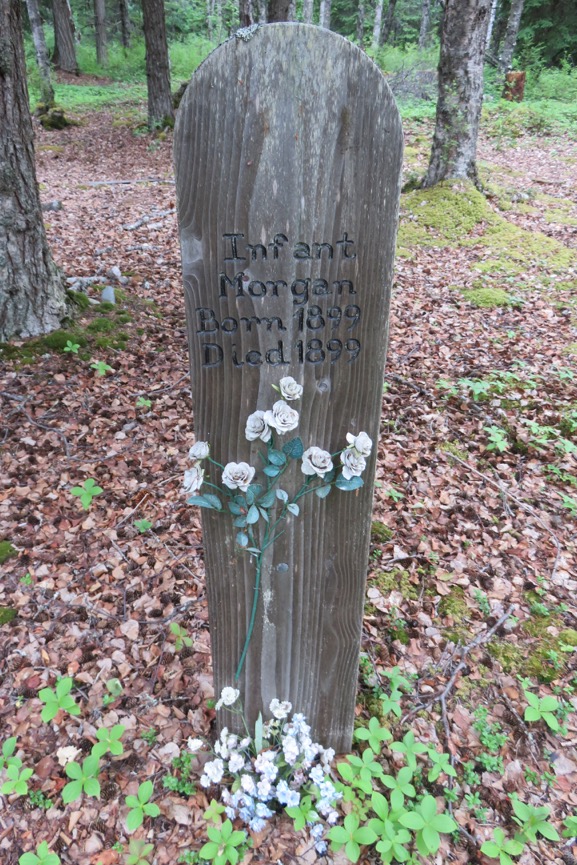 Infant
Morgan
Born 1899
Died 1899